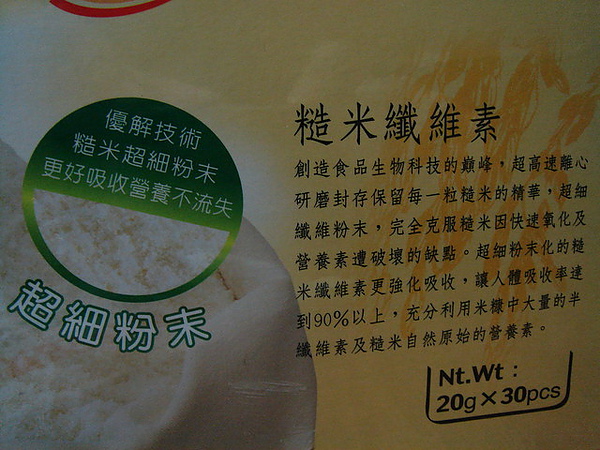 優解技術
糙米超細粉末
更好吸收營養不流失
超細粉末
糙米纖維素
創造食品生物科技的巔峰，超高速離心
研磨封存保留每一粒糙米的精華，超細
纖維粉末，完全克服糙米因快速氧化及
營養素遭破壞的缺點。超細粉末化的糙
米纖維素更強化吸收，讓人體吸收率達
到90%以上，充分利用米糠中大量的半
纖維素及糙米自然原始的營養素。
Nt.Wt：
20g×30pcs